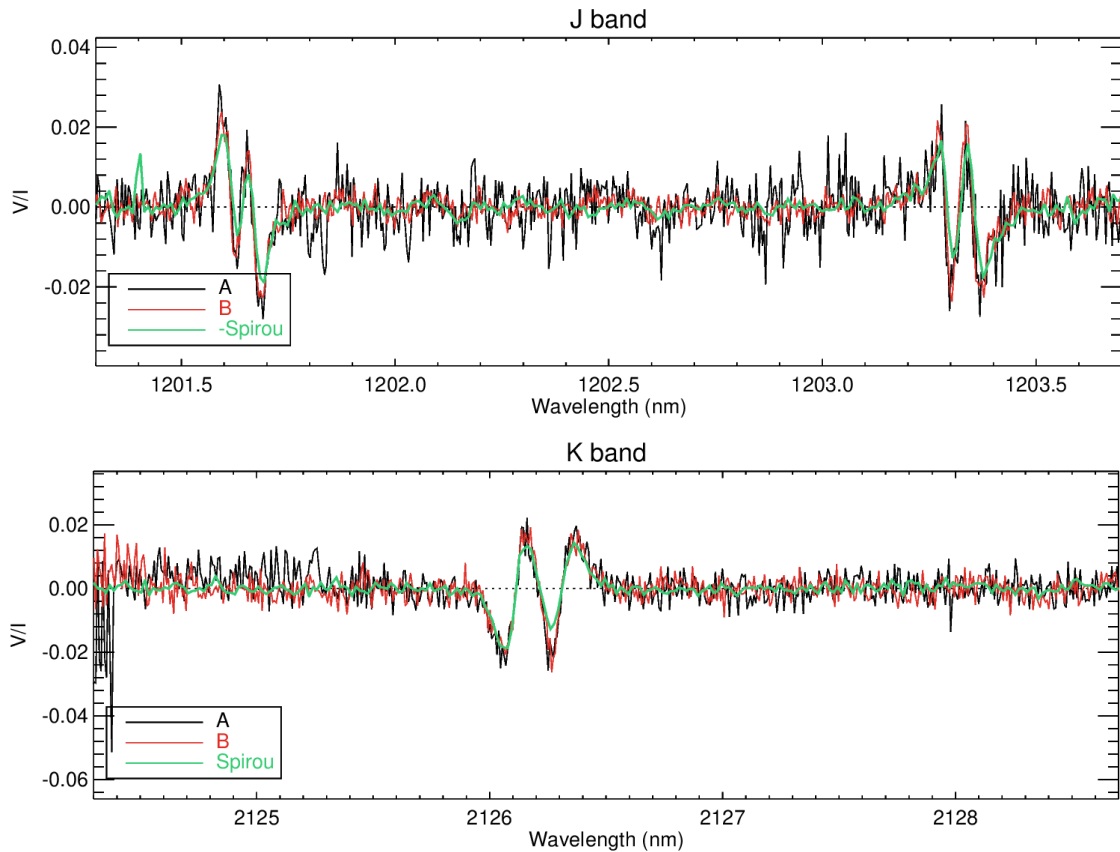 J band
0.04
0.02
0.00
-0.02
V/I
A
B
-Spirou
1201.5 1202.0 1202.5 1203.0 1203.5
Wavelength (nm)
K band
0.02
0.00
-0.02
-0.04
-0.06
V/I
A
B
Spirou
2125 2126 2127 2128
Wavelength (nm)